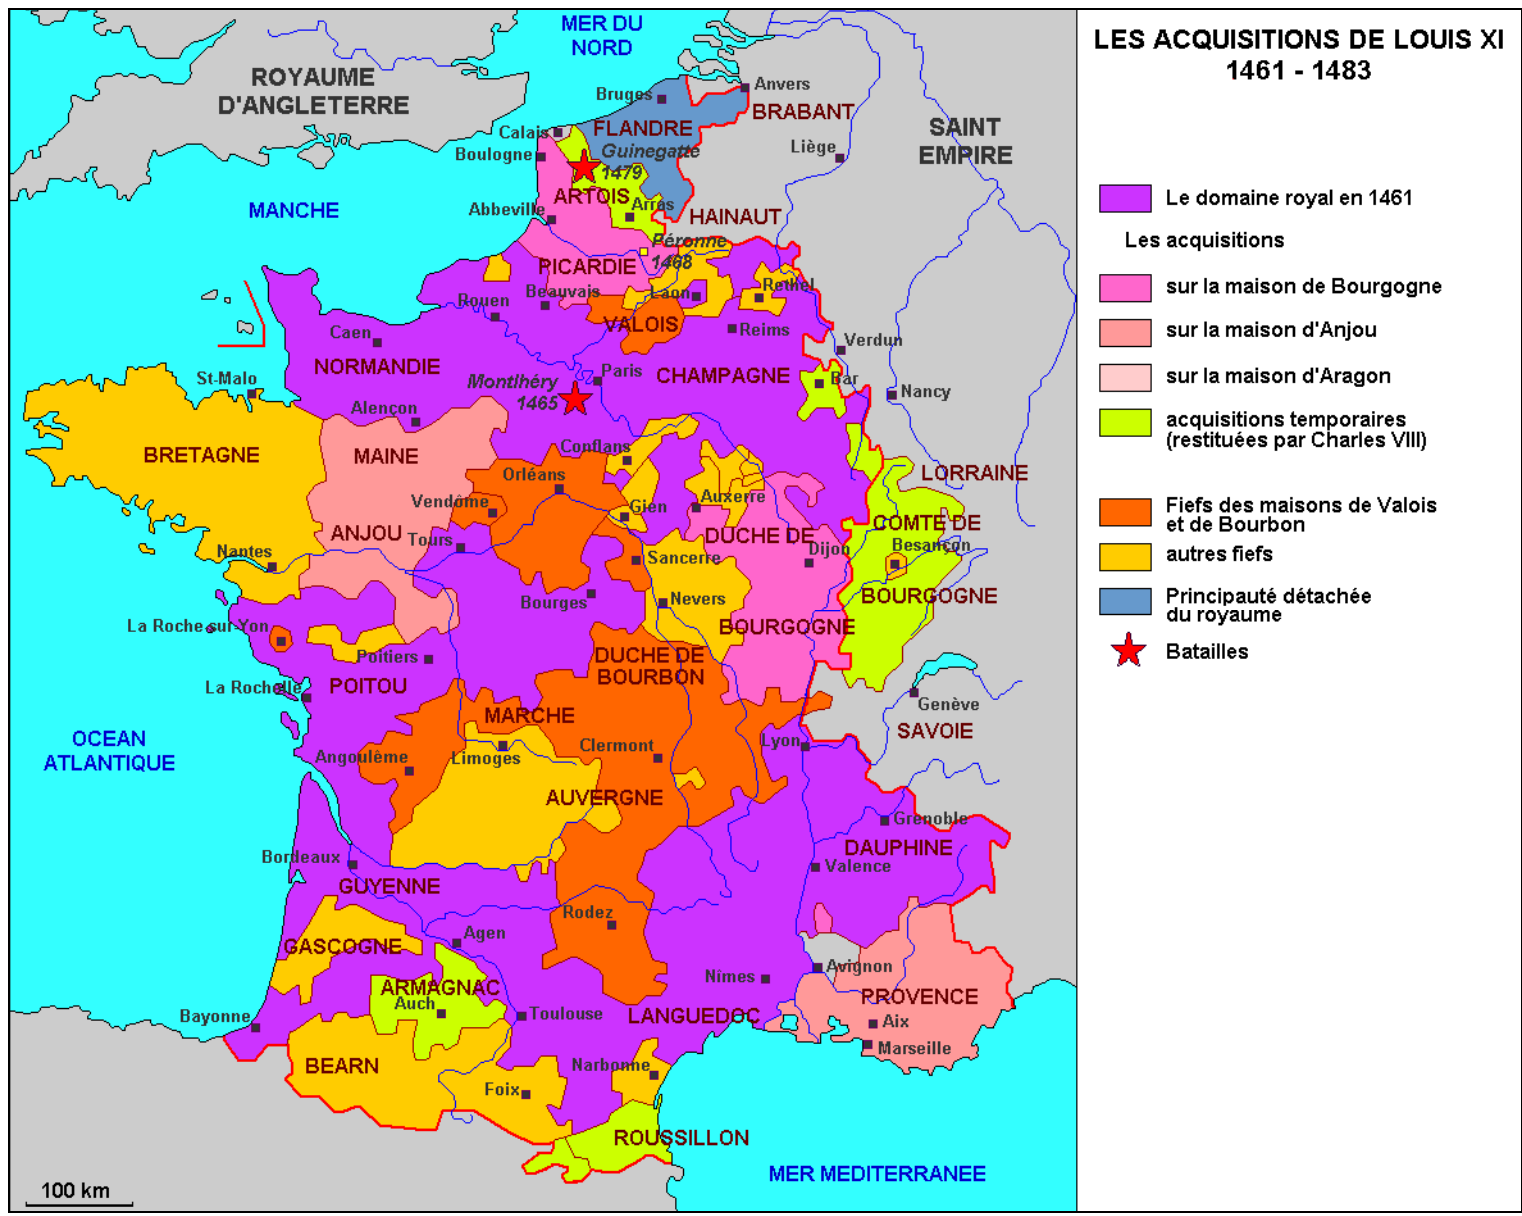 MER DU
NORD
ROYAUME
D'ANGLETERRE
Anvers
Bruges
BRABANT
FLANDRE
SAINT
EMPIRE
Calais
Boulogne
Guinegatte
1479
Liège
ARTOIS
Abbeville
Arras
HAINAUT
MANCHE
Péronne
1468
PICARDIE
Rethel
Beauvais
Laon
Rouen
VALOIS
Reims
Caen
Verdun
NORMANDIE
St-Malo
Montlhéry
1465
Paris
CHAMPAGNE
Bar
Nancy
Alençon
BRETAGNE
MAINE
Conflans
LORRAINE
Orléans
Vendôme
Auxerre
Gien
COMTE DE
ANJOU
Tours
DUCHE DE
Dijon
Besançon
Nantes
Sancerre
Bourges
Nevers
BOURGOGNE
BOURGOGNE
La Roche sur-Yon
Poitiers
DUCHE DE
BOURBON
La Rochelle
POITOU
Genève
MARCHE
SAVOIE
OCEAN
ATLANTIQUE
Angoulême
Limoges
Clermont
Lyon
AUVERGNE
Grenoble
DAUPHINE
Bordeaux
GUYENNE
Valence
Rodez
Agen
GASCOGNE
Avignon
Nîmes
ARMAGNAC
Auch
PROVENCE
Bayonne
Toulouse
LANGUEDOC
Aix
Marseille
BEARN
Narbonne
Foix
ROUSSILLON
MER MEDITERRANEE
100 km
LES ACQUISITIONS DE LOUIS XI
1461 - 1483
Le domaine royal en 1461
Les acquisitions
sur la maison de Bourgogne
sur la maison d'Anjou
sur la maison d'Aragon
acquisitions temporaires
(restituées par Charles VIII)
Fiefs des maisons de Valois
et de Bourbon
autres fiefs
Principauté détachée
du royaume
Batailles